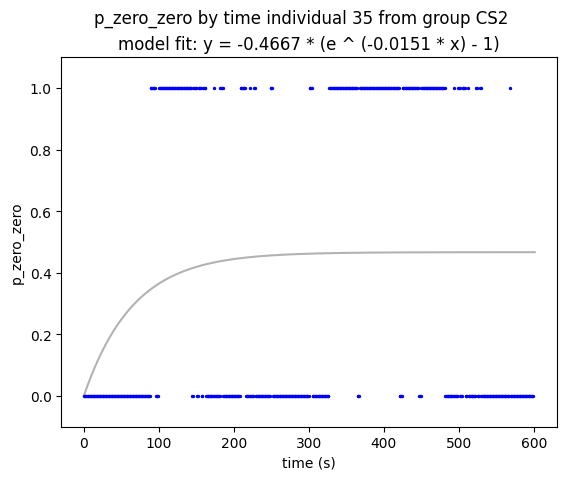 p_zero_zero by time individual 35 from group CS2
model fit: y = -0.4667 * (e ^ (-0.0151 * x) - 1)
1.0
0.8
0.6
0.4
0.2
0.0
p_zero_zero
0 100 200 300 400 500 600
time (s)